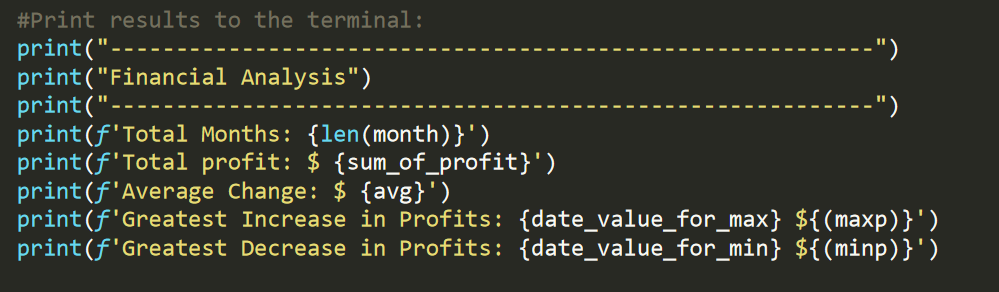 #Print results to the terminal:
print("----------------------------------------------------------")
print("Financial Analysis")
print("----------------------------------------------------------")
print(f'Total Months: {len(month)}')
print(f'Total profit: $ {sum_of_profit}')
print(f'Average Change: $ {avg}')
print(f'Greatest Increase in Profits: {date_value_for_max} ${(maxp)}')
print(f'Greatest Decrease in Profits: {date_value_for_min} ${(minp)}')